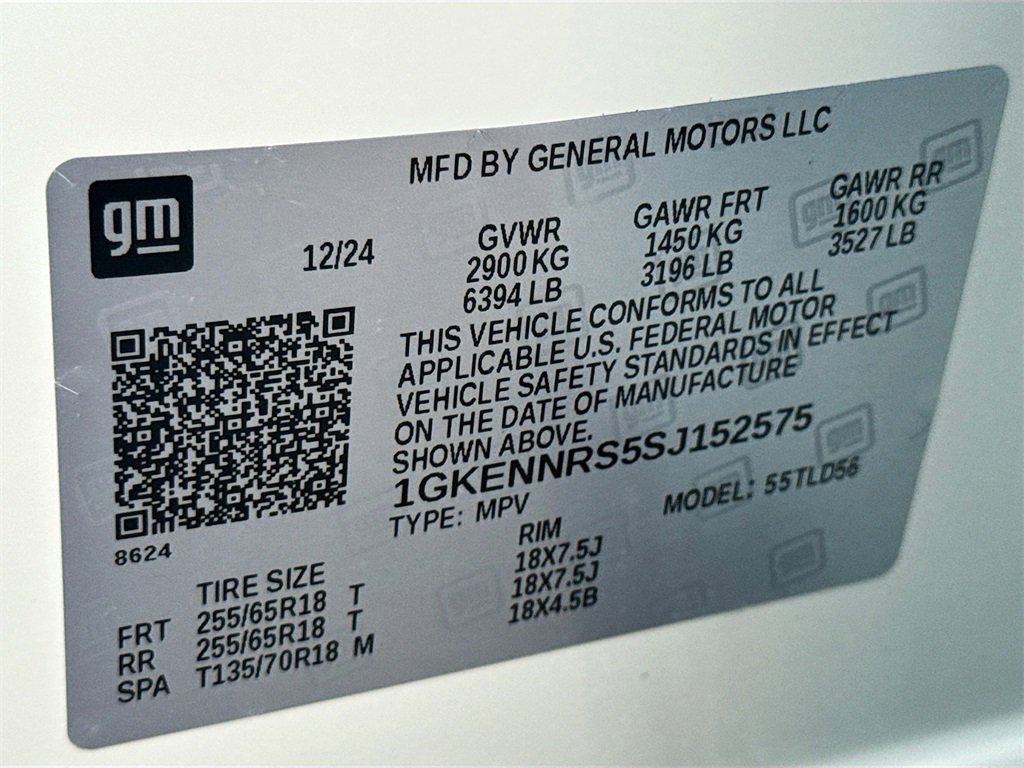 MFD BY GENERAL MOTORS LLC
gm
12/24
GVWR GAWR FRT GAWR RR
2900 KG 1450 KG 1600 KG
6394 LB 3196 LB 3527 LB
THIS VEHICLE CONFORMS TO ALL
APPLICABLE U.S. FEDERAL MOTOR
VEHICLE SAFETY STANDARDS IN EFFECT
ON THE DATE OF MANUFACTURE
SHOWN ABOVE.
1GKENNRS5SJ152575
TYPE: MPV MODEL: 55TLD56
8624
TIRE SIZE RIM
FRT 255/65R18 T 18X7.5J
RR 255/65R18 T 18X7.5J
SPA T135/70R18 M 18X4.5B